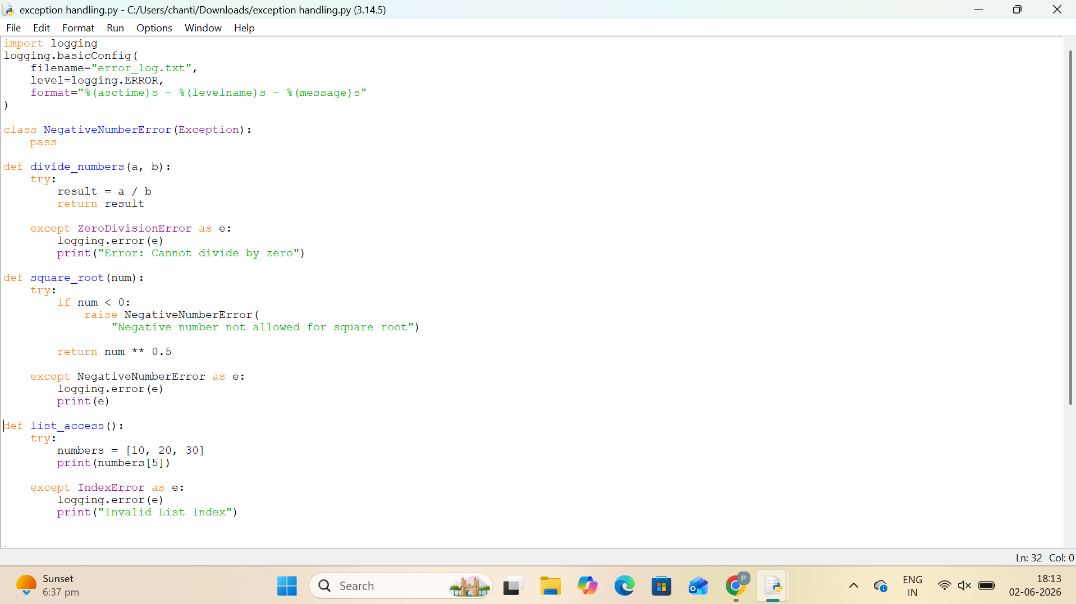 exception handling.py - C:/Users/chanti/Downloads/exception handling.py (3.14.5)
File Edit Format Run Options Window Help
import logging
logging.basicConfig(
    filename="error_log.txt",
    level=logging.ERROR,
    format="%(asctime)s - %(levelname)s - %(message)s"
)
class NegativeNumberError(Exception):
    pass
def divide_numbers(a, b):
    try:
        result = a / b
        return result
    except ZeroDivisionError as e:
        logging.error(e)
        print("Error: Cannot divide by zero")
def square_root(num):
    try:
        if num < 0:
            raise NegativeNumberError(
                "Negative number not allowed for square root")
        return num ** 0.5
    except NegativeNumberError as e:
        logging.error(e)
        print(e)
def list_access():
    try:
        numbers = [10, 20, 30]
        print(numbers[5])
    except IndexError as e:
        logging.error(e)
        print("Invalid List Index")
Ln: 32 Col: 0
Sunset
6:37 pm
Search
P
ENG
IN
18:13
02-06-2026